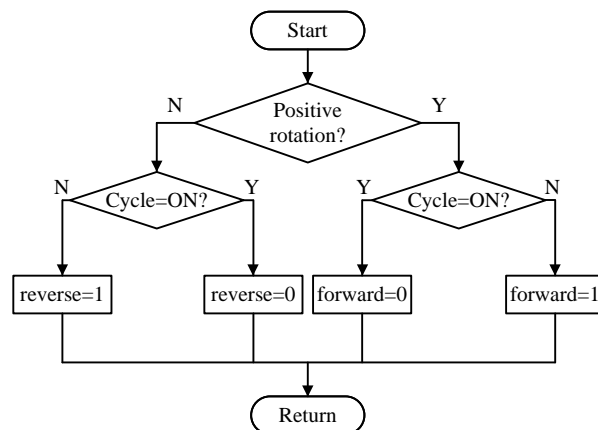 Start
N
Positive
rotation?
Y
N
Cycle=ON?
Y
Y
Cycle=ON?
N
reverse=1
reverse=0
forward=0
forward=1
Return